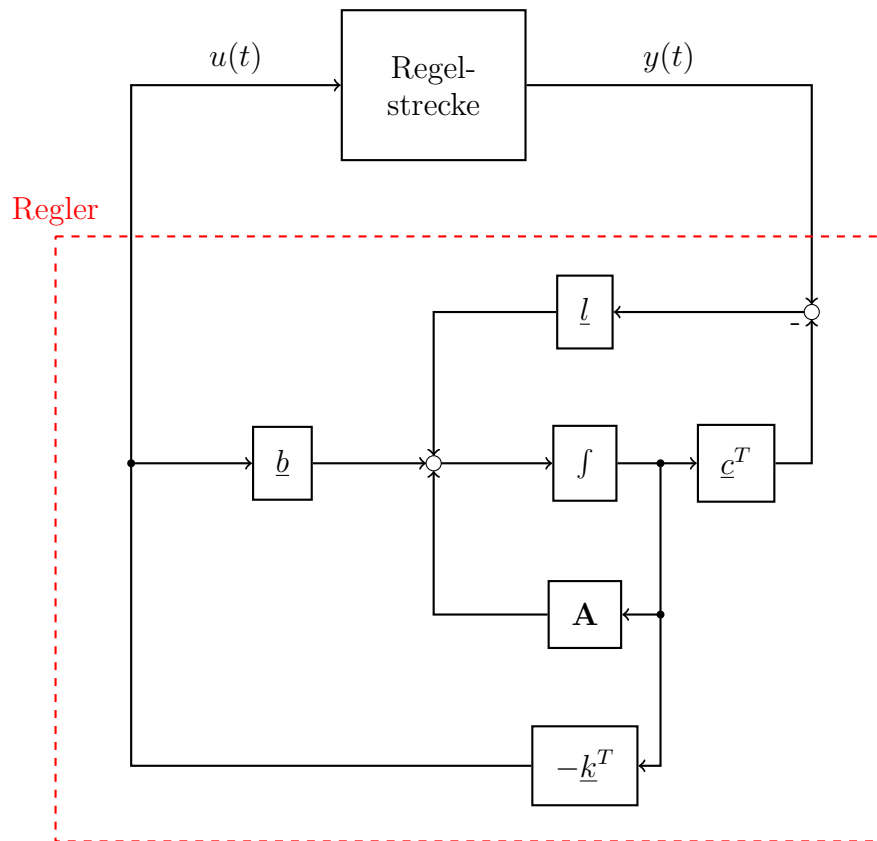 u(t)
y(t)
Regel-
strecke
Regler
l
-
b
∫
c^T
A
−k^T